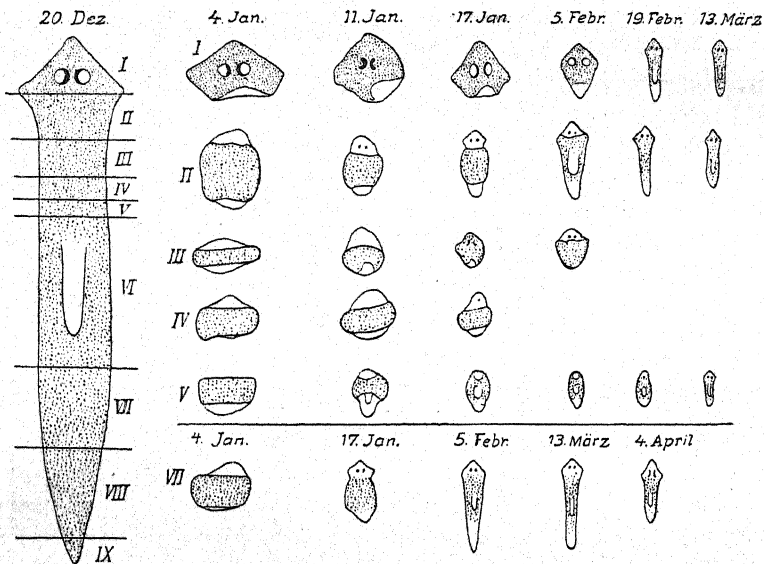 20. Dez. 4. Jan. 11. Jan. 17. Jan. 5. Febr. 19. Febr. 13. März
I
II
III
IV
V
VI
VII
VIII
IX
I
II
III
IV
V
4. Jan. 17. Jan. 5. Febr. 13. März 4. April
VII